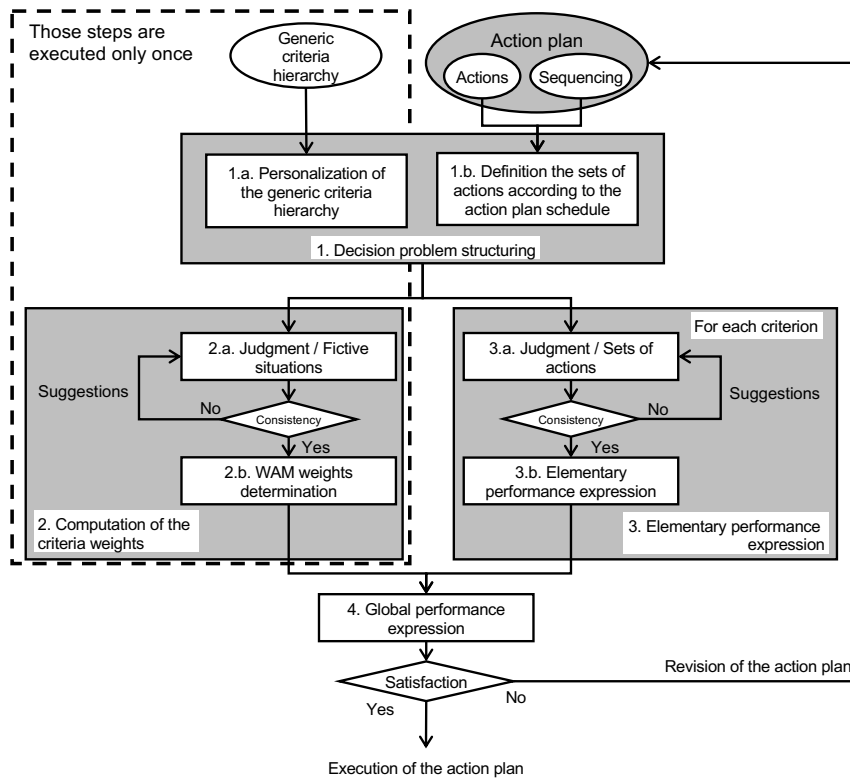 Those steps are
executed only once
Generic
criteria
hierarchy
Action plan
Actions
Sequencing
1.a. Personalization of
the generic criteria
hierarchy
1.b. Definition the sets of
actions according to the
action plan schedule
1. Decision problem structuring
2.a. Judgment / Fictive
situations
Suggestions
No
Consistency
Yes
2.b. WAM weights
determination
2. Computation of the
criteria weights
For each criterion
3.a. Judgment / Sets of
actions
Suggestions
Consistency
No
Yes
3.b. Elementary
performance expression
3. Elementary performance
expression
4. Global performance
expression
Satisfaction
Revision of the action plan
No
Yes
Execution of the action plan